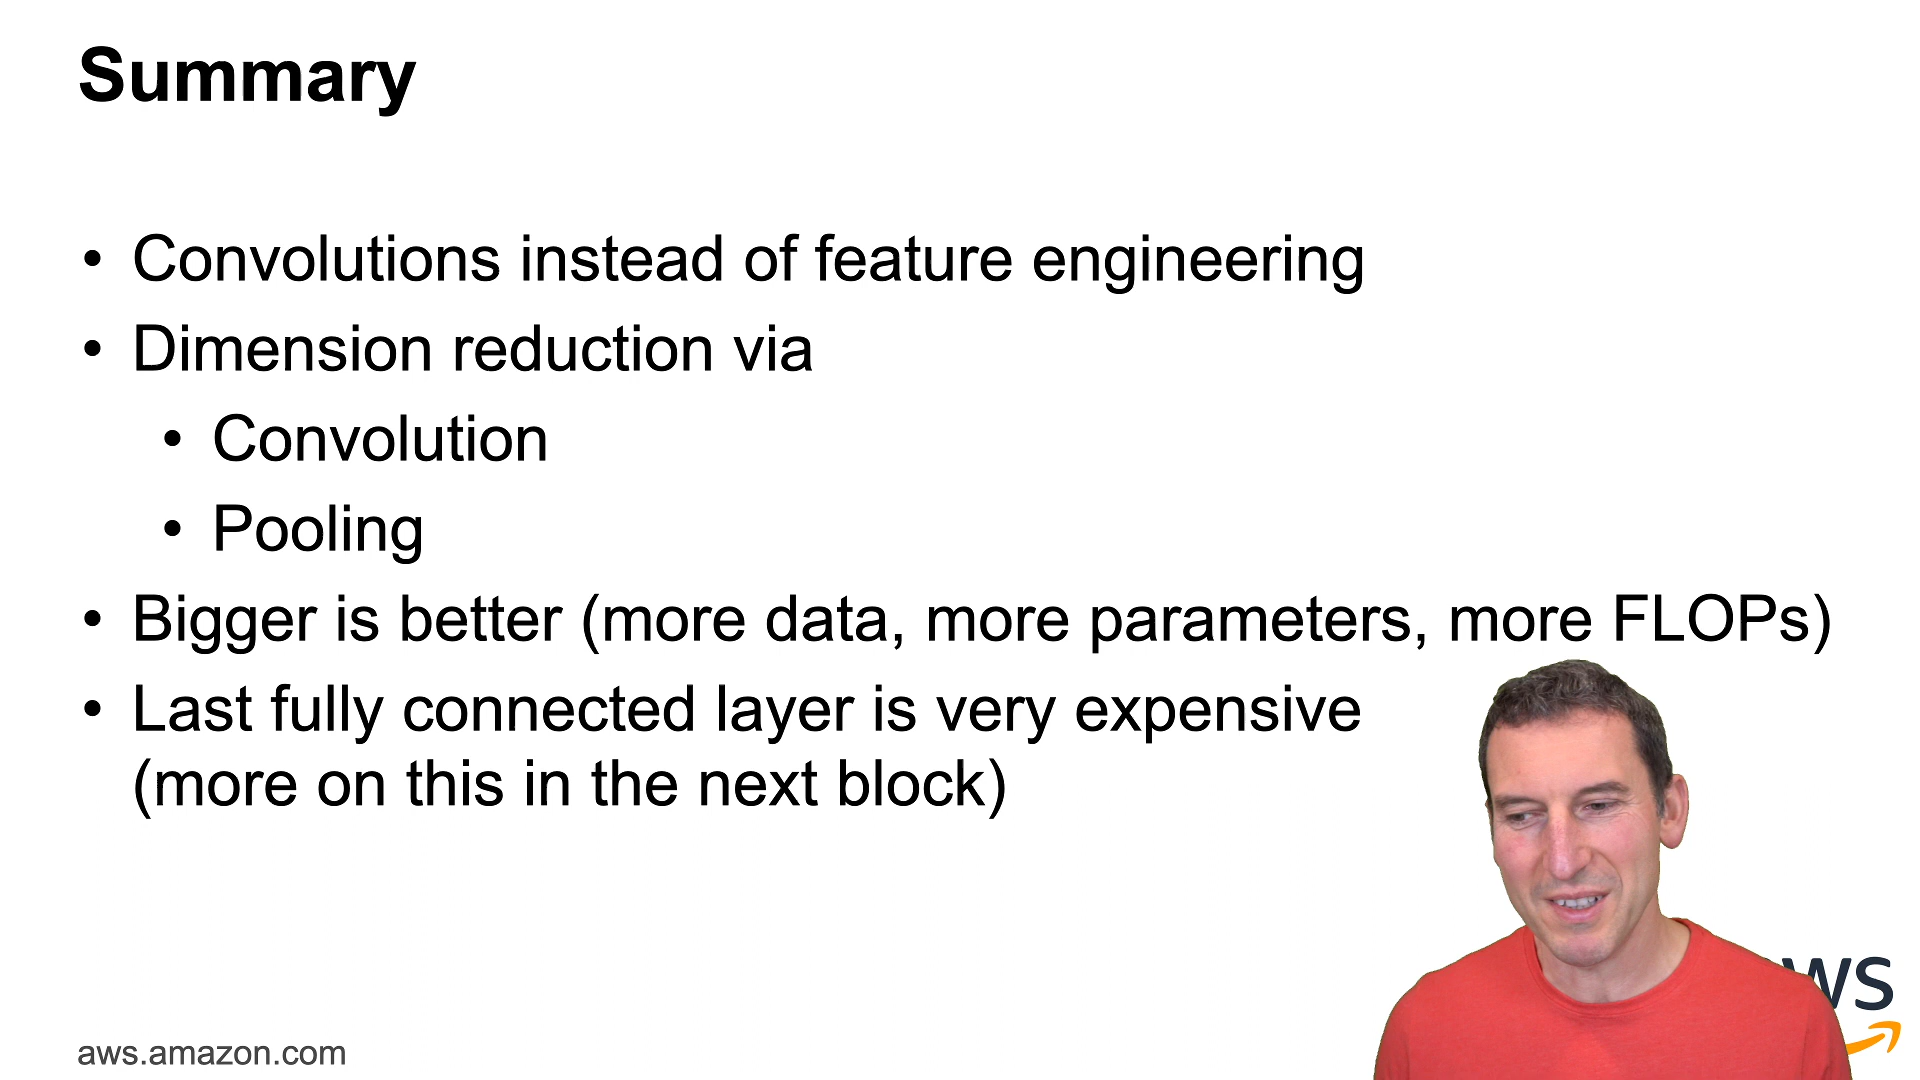 Summary
• Convolutions instead of feature engineering
• Dimension reduction via
• Convolution
• Pooling
• Bigger is better (more data, more parameters, more FLOPs)
• Last fully connected layer is very expensive
(more on this in the next block)
aws.amazon.com